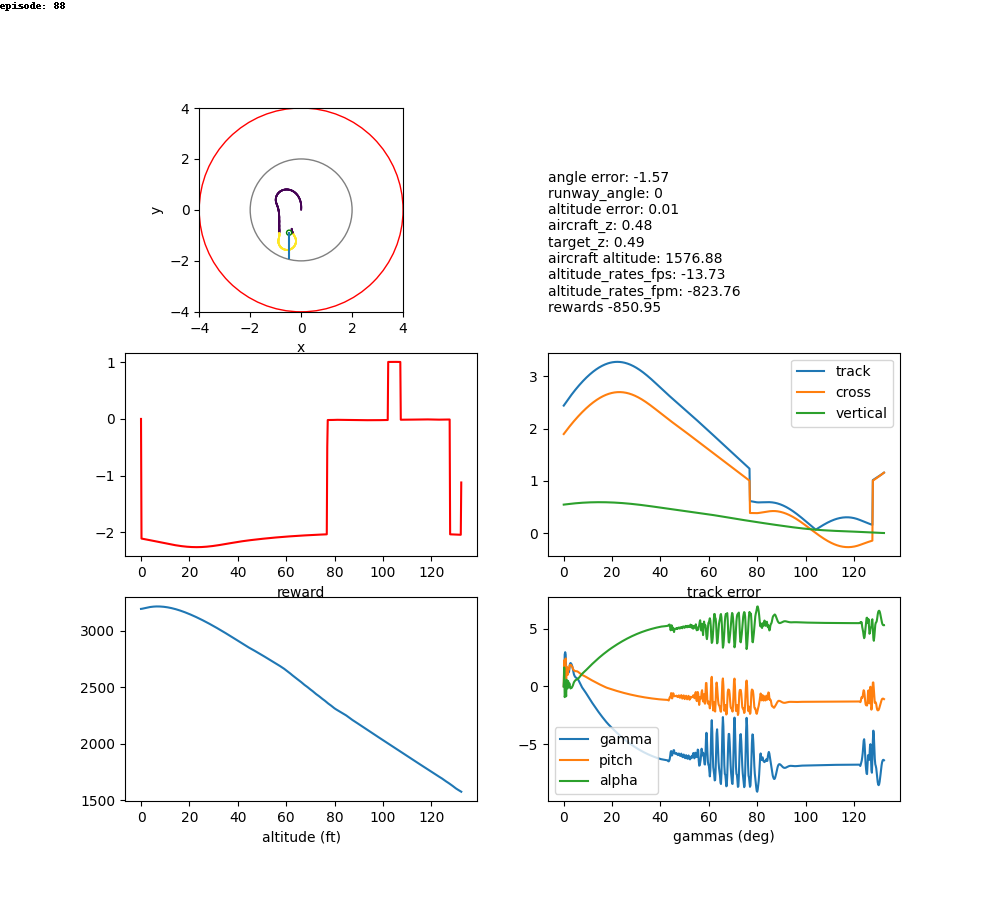 episode: 88
4
2
0
−2
−4
y
−4 −2 0 2 4
x
angle error: -1.57
runway_angle: 0
altitude error: 0.01
aircraft_z: 0.48
target_z: 0.49
aircraft altitude: 1576.88
altitude_rates_fps: -13.73
altitude_rates_fpm: -823.76
rewards -850.95
1
0
−1
−2
0 20 40 60 80 100 120
reward
3
2
1
0
track
cross
vertical
0 20 40 60 80 100 120
track error
3000
2500
2000
1500
0 20 40 60 80 100 120
altitude (ft)
5
0
−5
gamma
pitch
alpha
0 20 40 60 80 100 120
gammas (deg)